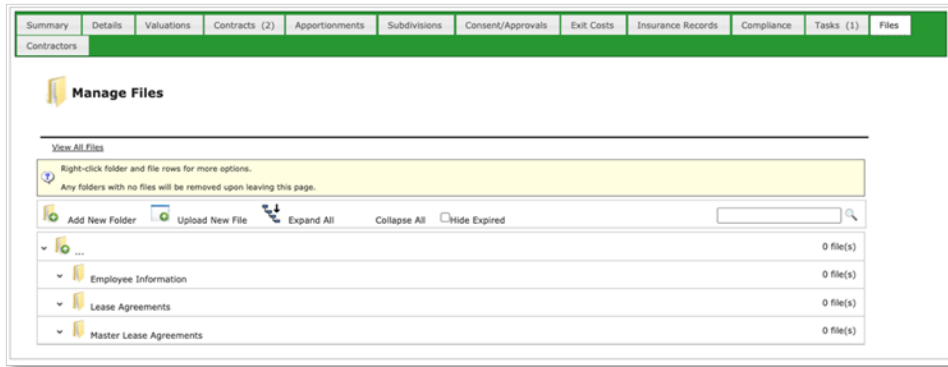 Summary Details Valuations Contracts (2) Apportionments Subdivisions Consent/Approvals Exit Costs Insurance Records Compliance Tasks (1) Files
Contractors
Manage Files
View All Files
Right-click folder and file rows for more options.
Any folders with no files will be removed upon leaving this page.
Add New Folder Upload New File Expand All Collapse All Hide Expired
... 0 file(s)
Employee Information 0 file(s)
Lease Agreements 0 file(s)
Master Lease Agreements 0 file(s)